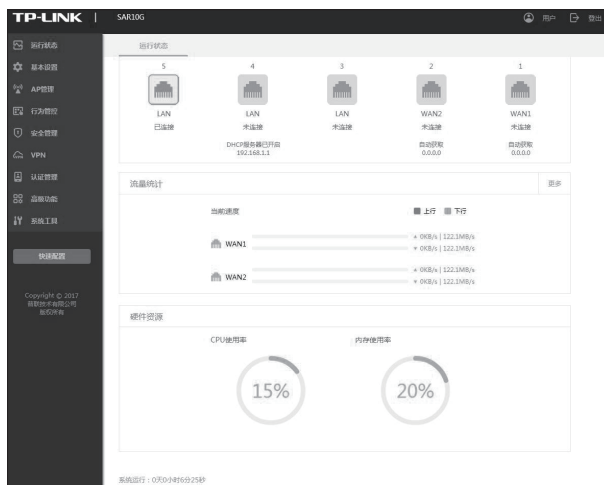 TP-LINK | SAR10G 用户 登出
运行状态
基本设置
AP管理
行为管控
安全管理
VPN
认证管理
高级功能
系统工具
快速配置
Copyright © 2017
普联技术有限公司
版权所有
运行状态
5 4 3 2 1
LAN LAN LAN WAN2 WAN1
已连接 未连接 未连接 未连接 未连接
DHCP服务器已开启 自动获取 自动获取
192.168.1.1 0.0.0.0 0.0.0.0
流量统计 更多
当前速度 上行 下行
WAN1
0KB/s | 122.1MB/s
0KB/s | 122.1MB/s
WAN2
0KB/s | 122.1MB/s
0KB/s | 122.1MB/s
硬件资源
CPU使用率 内存使用率
15% 20%
系统运行：0天0小时6分25秒